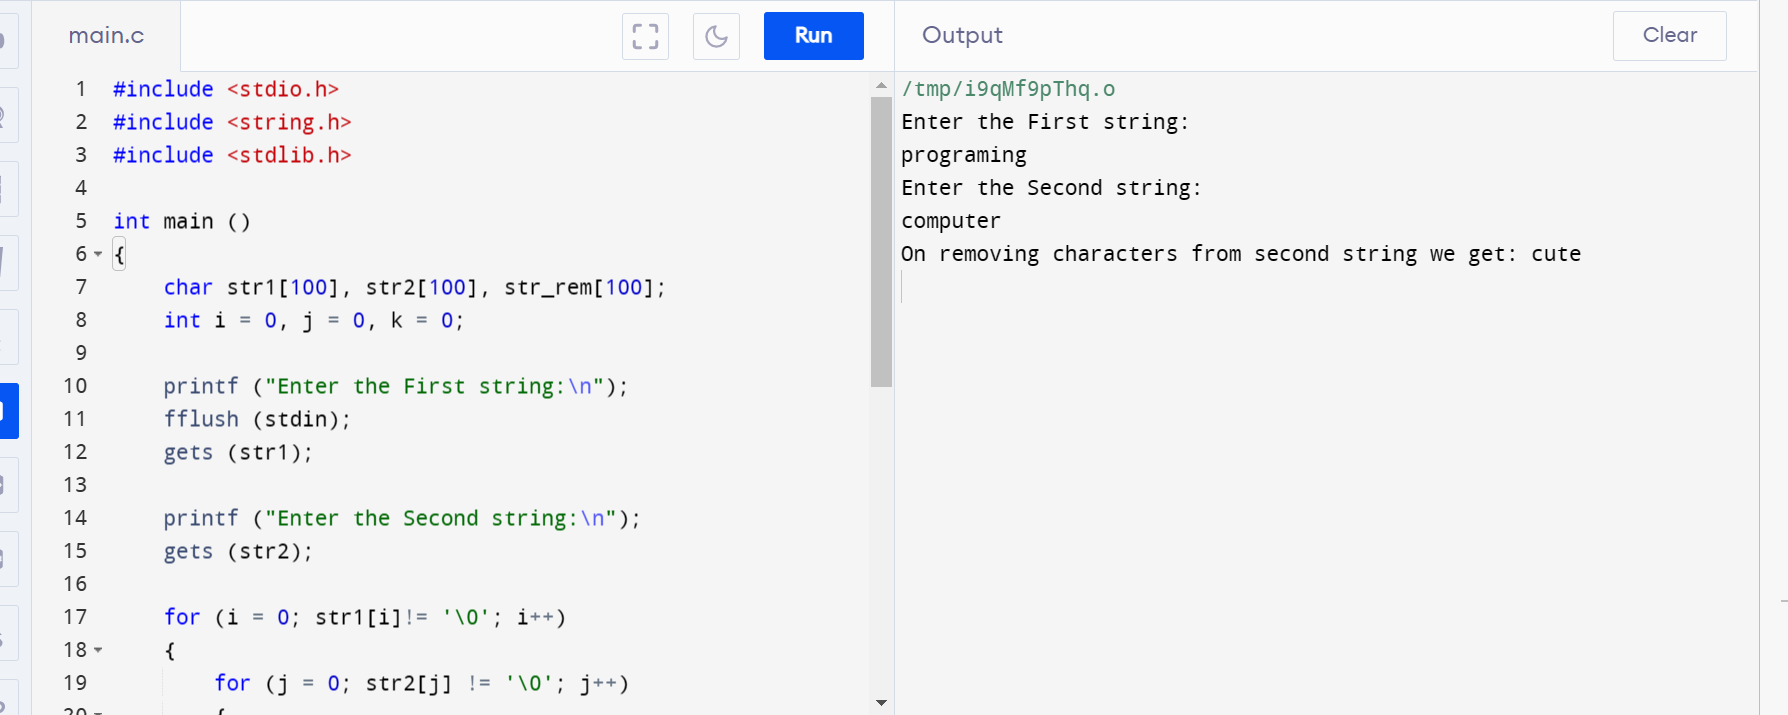 main.c
Run
Output
Clear
1 #include <stdio.h>
2 #include <string.h>
3 #include <stdlib.h>
4
5 int main ()
6 {
7 char str1[100], str2[100], str_rem[100];
8 int i = 0, j = 0, k = 0;
9
10 printf ("Enter the First string:\n");
11 fflush (stdin);
12 gets (str1);
13
14 printf ("Enter the Second string:\n");
15 gets (str2);
16
17 for (i = 0; str1[i]!= '\0'; i++)
18 {
19 for (j = 0; str2[j] != '\0'; j++)
20 {
/tmp/i9qMf9pThq.o
Enter the First string:
programing
Enter the Second string:
computer
On removing characters from second string we get: cute